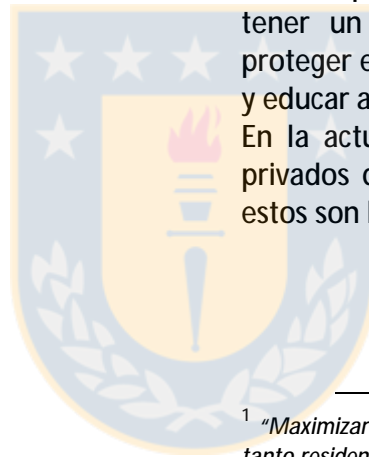 tener un
proteger e
y educar a
En la actu
privados d
estos son l
¹ "Maximizar
tanto residen